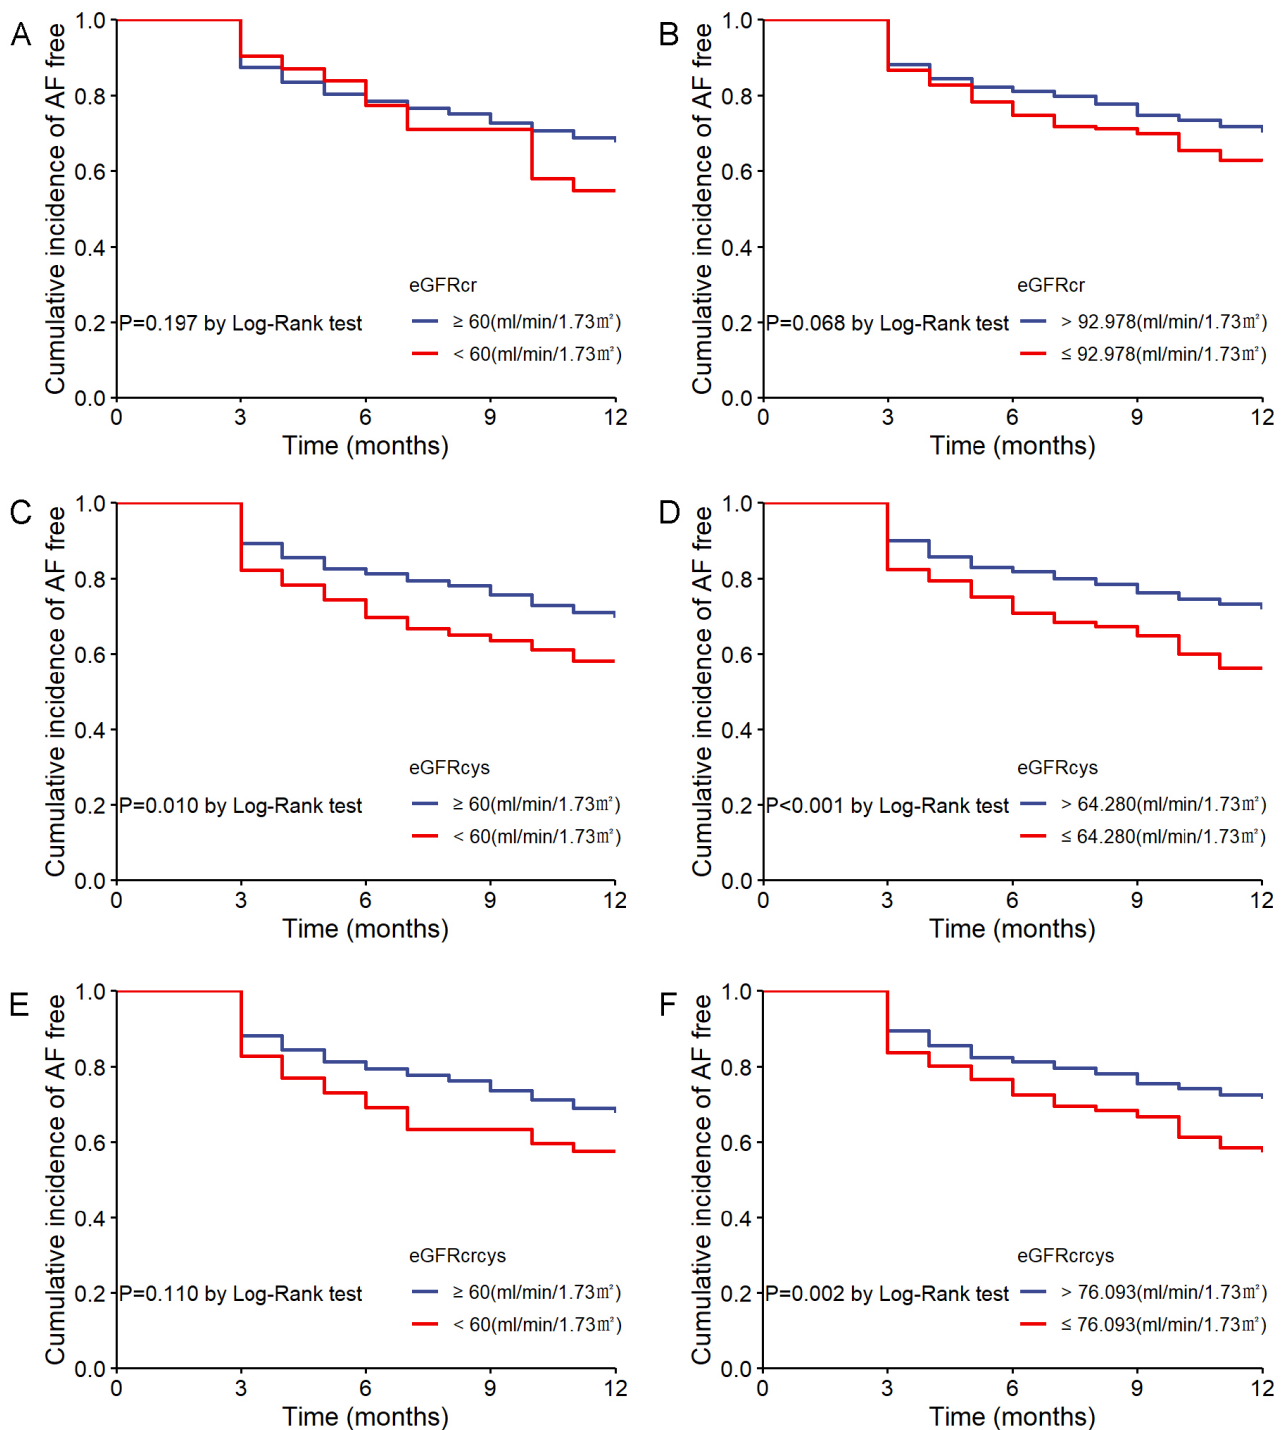 A
Cumulative incidence of AF free
1.0
0.8
0.6
0.4
0.2
0.0
eGFRcr
P=0.197 by Log-Rank test
≥ 60(ml/min/1.73㎡)
< 60(ml/min/1.73㎡)
0 3 6 9 12
Time (months)
B
Cumulative incidence of AF free
1.0
0.8
0.6
0.4
0.2
0.0
eGFRcr
P=0.068 by Log-Rank test
> 92.978(ml/min/1.73㎡)
≤ 92.978(ml/min/1.73㎡)
0 3 6 9 12
Time (months)
C
Cumulative incidence of AF free
1.0
0.8
0.6
0.4
0.2
0.0
eGFRcys
P=0.010 by Log-Rank test
≥ 60(ml/min/1.73㎡)
< 60(ml/min/1.73㎡)
0 3 6 9 12
Time (months)
D
Cumulative incidence of AF free
1.0
0.8
0.6
0.4
0.2
0.0
eGFRcys
P<0.001 by Log-Rank test
> 64.280(ml/min/1.73㎡)
≤ 64.280(ml/min/1.73㎡)
0 3 6 9 12
Time (months)
E
Cumulative incidence of AF free
1.0
0.8
0.6
0.4
0.2
0.0
eGFRcrcys
P=0.110 by Log-Rank test
≥ 60(ml/min/1.73㎡)
< 60(ml/min/1.73㎡)
0 3 6 9 12
Time (months)
F
Cumulative incidence of AF free
1.0
0.8
0.6
0.4
0.2
0.0
eGFRcrcys
P=0.002 by Log-Rank test
> 76.093(ml/min/1.73㎡)
≤ 76.093(ml/min/1.73㎡)
0 3 6 9 12
Time (months)